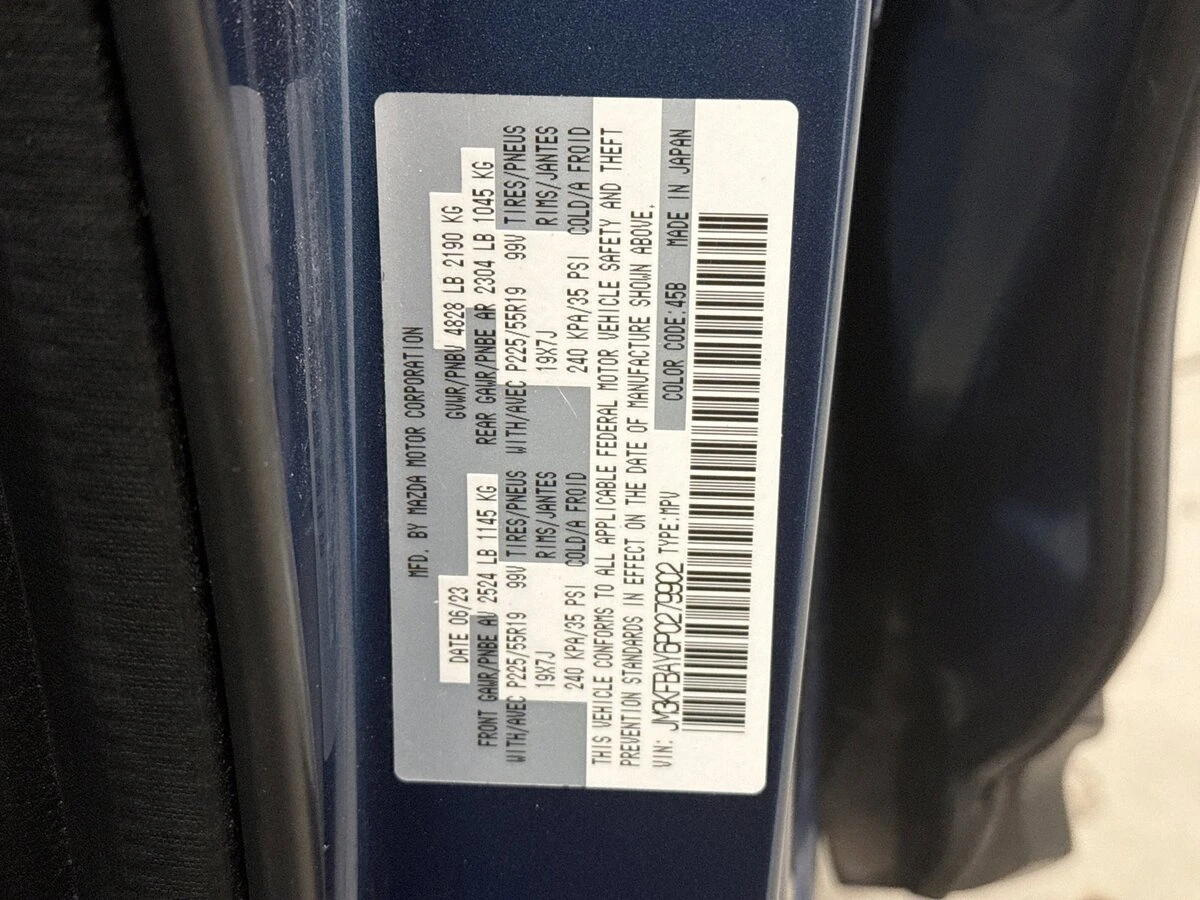 MFD. BY MAZDA MOTOR CORPORATION
DATE 06/23 GVWR/PNBV 4828 LB 2190 KG
FRONT GAWR/PNBE AV 2524 LB 1145 KG REAR GAWR/PNBE AR 2304 LB 1045 KG
WITH/AVEC P225/55R19 99V TIRES/PNEUS WITH/AVEC P225/55R19 99V TIRES/PNEUS
19X7J RIMS/JANTES 19X7J RIMS/JANTES
240 KPA/35 PSI COLD/A FROID 240 KPA/35 PSI COLD/A FROID
THIS VEHICLE CONFORMS TO ALL APPLICABLE FEDERAL MOTOR VEHICLE SAFETY AND THEFT
PREVENTION STANDARDS IN EFFECT ON THE DATE OF MANUFACTURE SHOWN ABOVE.
VIN: JM3KFBAY6P0279902 TYPE:MPV COLOR CODE:45B MADE IN JAPAN